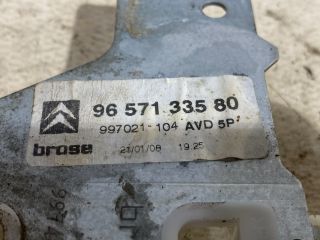 96 571 335 80
997021-104 AVD 5P
brose 21/01/08 19.25